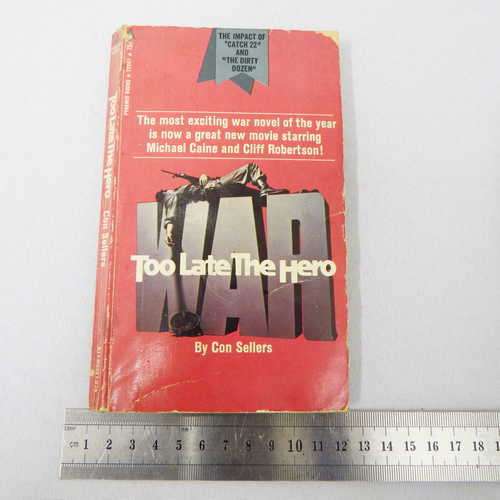 THE IMPACT OF
"CATCH 22"
AND
"THE DIRTY
DOZEN"
The most exciting war novel of the year
is now a great new movie starring
Michael Caine and Cliff Robertson!
WAR
Too Late The Hero
By Con Sellers
Too Late The Hero Con Sellers
cm 1 2 3 4 5 6 7 8 9 10 11 12 13 14 15 16 17 18